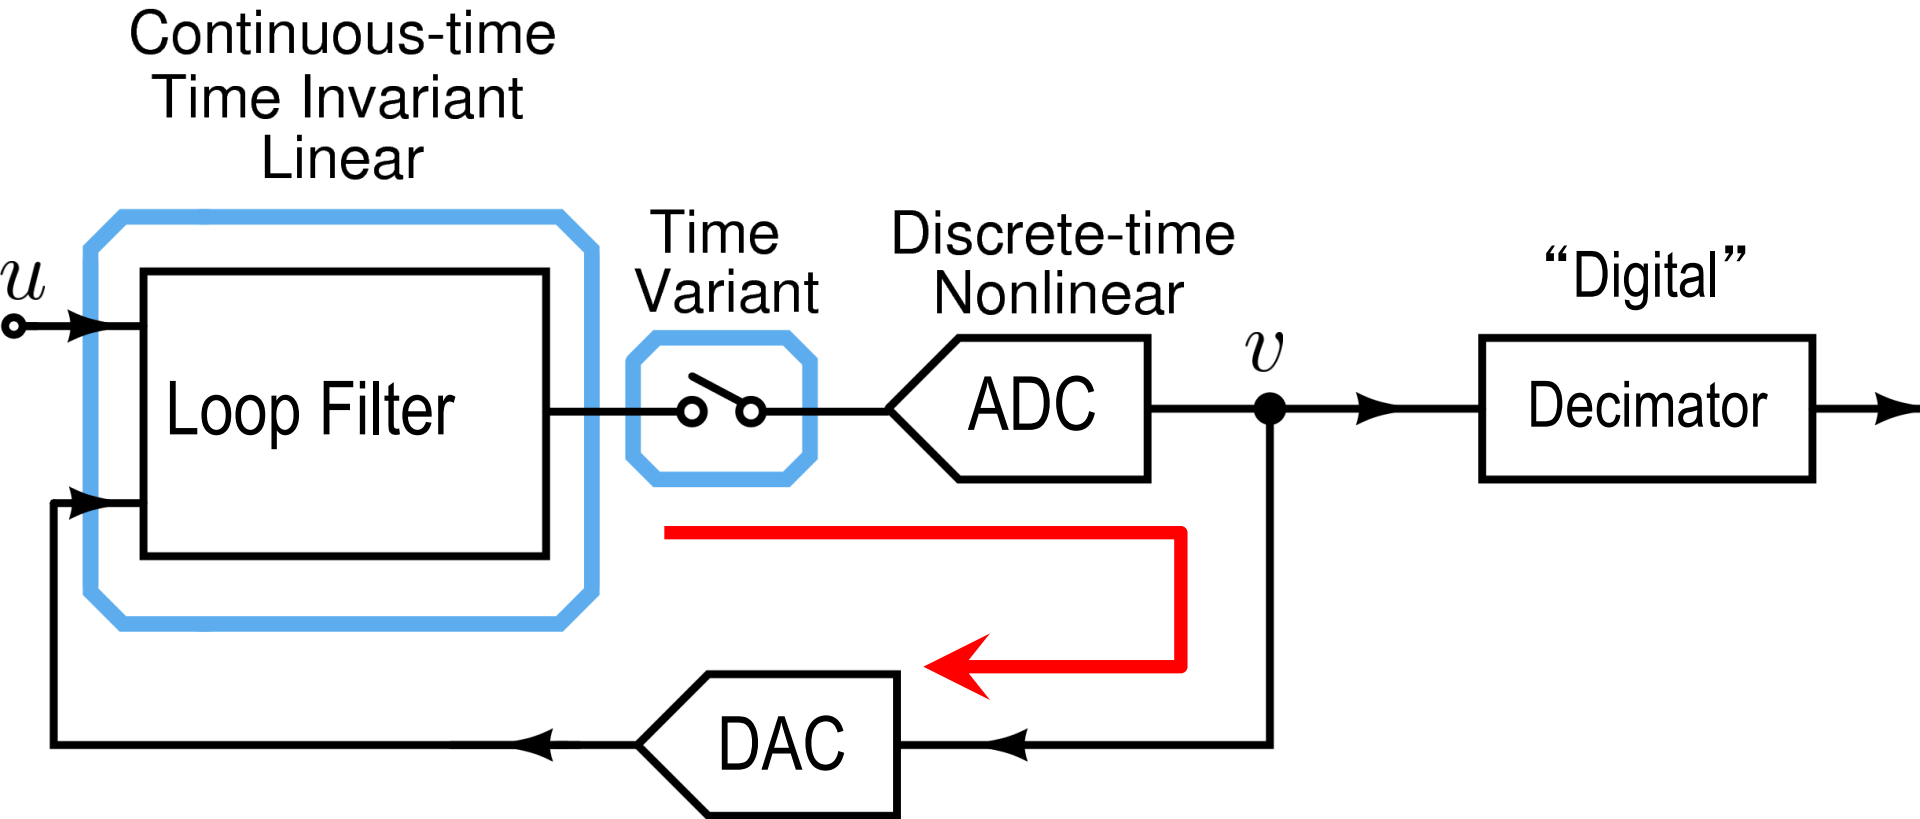 Continuous-time
Time Invariant
Linear
Time
Variant
Discrete-time
Nonlinear
“Digital”
u
v
Loop Filter
ADC
Decimator
DAC